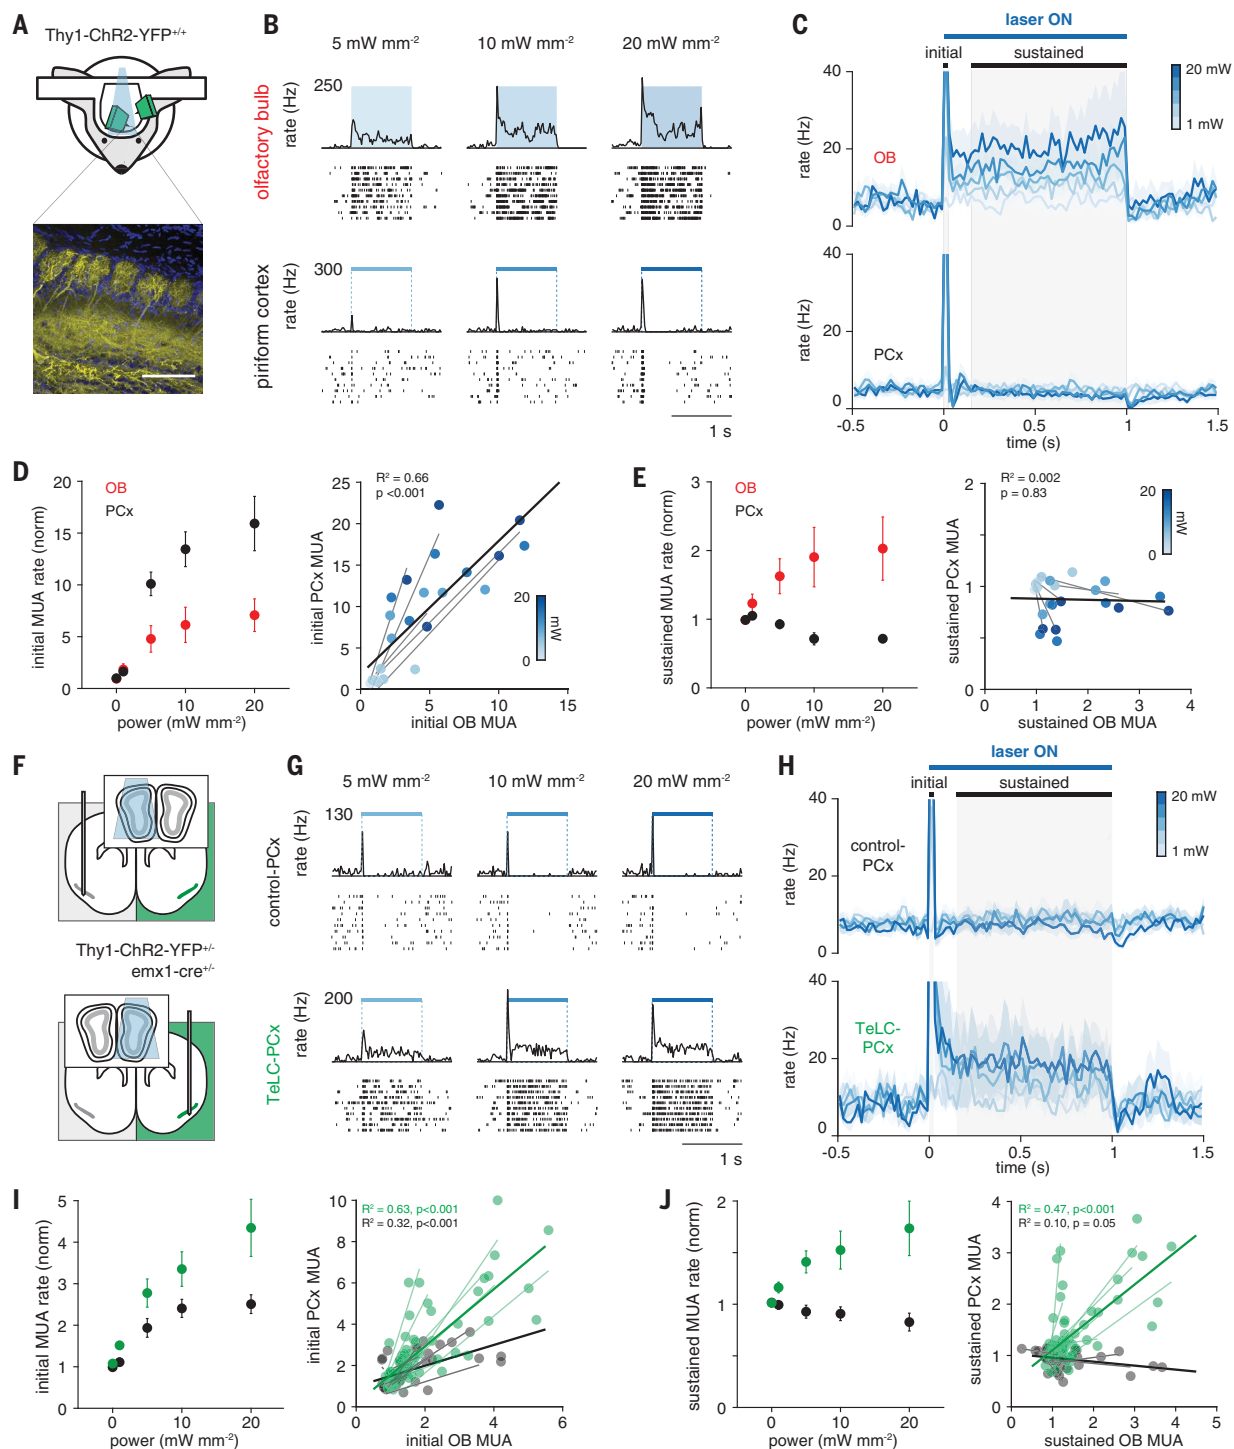 A
Thy1-ChR2-YFP+/+
B
5 mW mm-2
10 mW mm-2
20 mW mm-2
olfactory bulb
rate (Hz)
250
piriform cortex
rate (Hz)
300
1 s
C
laser ON
initial
sustained
40
20
0
rate (Hz)
OB
20 mW
1 mW
40
20
0
rate (Hz)
PCx
-0.5
0
0.5
1
1.5
time (s)
D
20
15
10
5
0
initial MUA rate (norm)
OB
PCx
0
10
20
power (mW mm-2)
R2 = 0.66
p <0.001
25
20
15
10
5
0
initial PCx MUA
20
0
mW
0
5
10
15
initial OB MUA
E
3
2
1
0
sustained MUA rate (norm)
OB
PCx
0
10
20
power (mW mm-2)
R2 = 0.002
p = 0.83
2
1
0
sustained PCx MUA
20
0
mW
0
1
2
3
4
sustained OB MUA
F
Thy1-ChR2-YFP+/-
emx1-cre+/-
G
5 mW mm-2
10 mW mm-2
20 mW mm-2
control-PCx
rate (Hz)
130
TeLC-PCx
rate (Hz)
200
1 s
H
laser ON
initial
sustained
40
20
0
rate (Hz)
control-
PCx
20 mW
1 mW
40
20
0
rate (Hz)
TeLC-
PCx
-0.5
0
0.5
1
1.5
time (s)
I
5
4
3
2
1
0
initial MUA rate (norm)
0
10
20
power (mW mm-2)
R2 = 0.63, p<0.001
R2 = 0.32, p<0.001
10
8
6
4
2
0
initial PCx MUA
0
2
4
6
initial OB MUA
J
2
1
0
sustained MUA rate (norm)
0
10
20
power (mW mm-2)
R2 = 0.47, p<0.001
R2 = 0.10, p = 0.05
4
3
2
1
0
sustained PCx MUA
0
1
2
3
4
5
sustained OB MUA